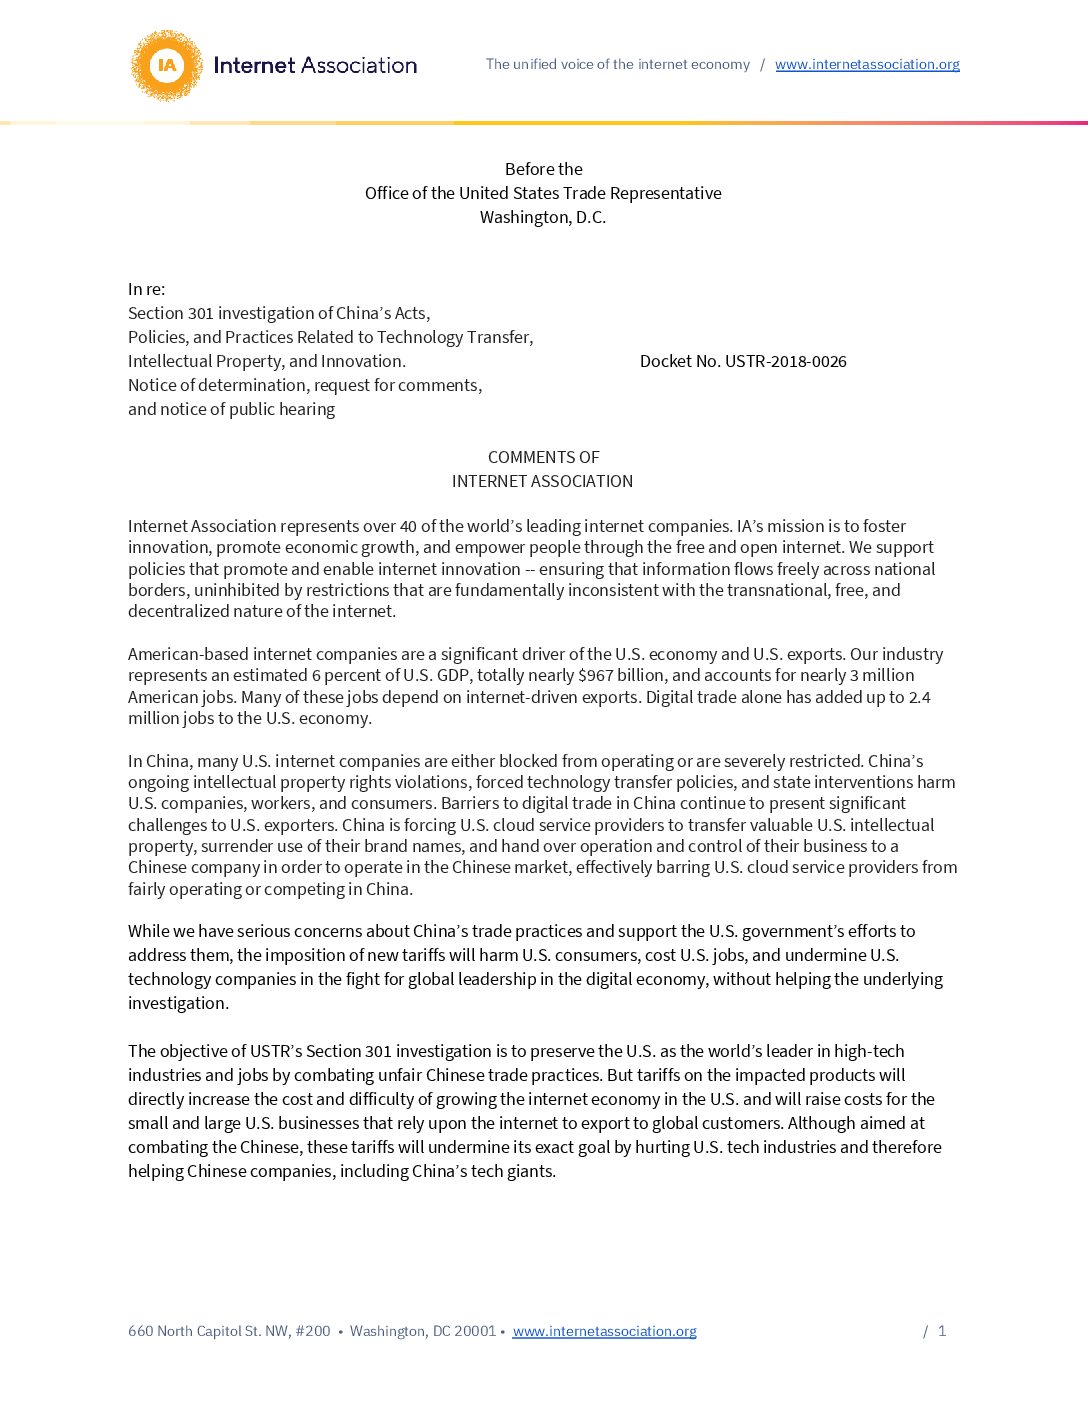 IA Internet Association
The unified voice of the internet economy / www.internetassociation.org
Before the
Office of the United States Trade Representative
Washington, D.C.
In re:
Section 301 investigation of China’s Acts,
Policies, and Practices Related to Technology Transfer,
Intellectual Property, and Innovation. Docket No. USTR-2018-0026
Notice of determination, request for comments,
and notice of public hearing
COMMENTS OF
INTERNET ASSOCIATION
Internet Association represents over 40 of the world’s leading internet companies. IA’s mission is to foster
innovation, promote economic growth, and empower people through the free and open internet. We support
policies that promote and enable internet innovation -- ensuring that information flows freely across national
borders, uninhibited by restrictions that are fundamentally inconsistent with the transnational, free, and
decentralized nature of the internet.
American-based internet companies are a significant driver of the U.S. economy and U.S. exports. Our industry
represents an estimated 6 percent of U.S. GDP, totally nearly $967 billion, and accounts for nearly 3 million
American jobs. Many of these jobs depend on internet-driven exports. Digital trade alone has added up to 2.4
million jobs to the U.S. economy.
In China, many U.S. internet companies are either blocked from operating or are severely restricted. China’s
ongoing intellectual property rights violations, forced technology transfer policies, and state interventions harm
U.S. companies, workers, and consumers. Barriers to digital trade in China continue to present significant
challenges to U.S. exporters. China is forcing U.S. cloud service providers to transfer valuable U.S. intellectual
property, surrender use of their brand names, and hand over operation and control of their business to a
Chinese company in order to operate in the Chinese market, effectively barring U.S. cloud service providers from
fairly operating or competing in China.
While we have serious concerns about China’s trade practices and support the U.S. government’s efforts to
address them, the imposition of new tariffs will harm U.S. consumers, cost U.S. jobs, and undermine U.S.
technology companies in the fight for global leadership in the digital economy, without helping the underlying
investigation.
The objective of USTR’s Section 301 investigation is to preserve the U.S. as the world’s leader in high-tech
industries and jobs by combating unfair Chinese trade practices. But tariffs on the impacted products will
directly increase the cost and difficulty of growing the internet economy in the U.S. and will raise costs for the
small and large U.S. businesses that rely upon the internet to export to global customers. Although aimed at
combating the Chinese, these tariffs will undermine its exact goal by hurting U.S. tech industries and therefore
helping Chinese companies, including China’s tech giants.
660 North Capitol St. NW, #200 • Washington, DC 20001 • www.internetassociation.org / 1